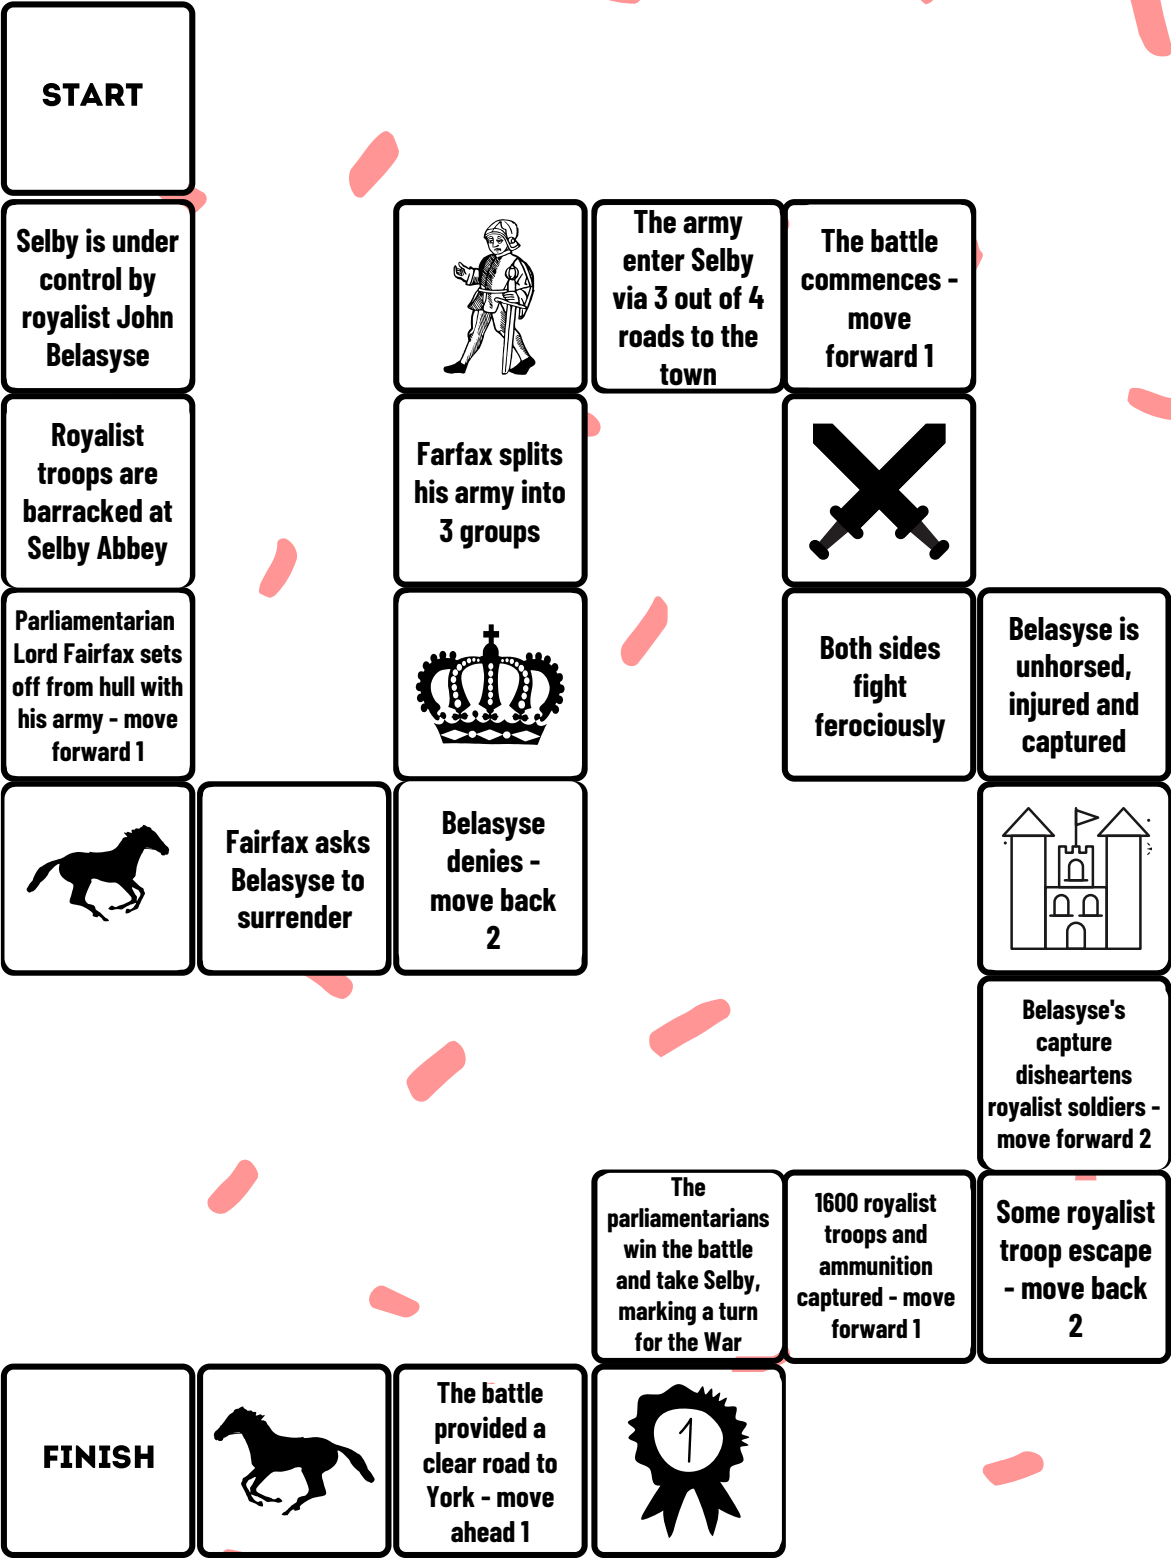 START
Selby is under
control by
royalist John
Belasyse
Royalist
troops are
barracked at
Selby Abbey
Parliamentarian
Lord Fairfax sets
off from hull with
his army - move
forward 1
Fairfax asks
Belasyse to
surrender
Belasyse
denies -
move back
2
Farfax splits
his army into
3 groups
The army
enter Selby
via 3 out of 4
roads to the
town
The battle
commences -
move
forward 1
Both sides
fight
ferociously
Belasyse is
unhorsed,
injured and
captured
Belasyse's
capture
disheartens
royalist soldiers -
move forward 2
Some royalist
troop escape
- move back
2
1600 royalist
troops and
ammunition
captured - move
forward 1
The
parliamentarians
win the battle
and take Selby,
marking a turn
for the War
1
The battle
provided a
clear road to
York - move
ahead 1
FINISH